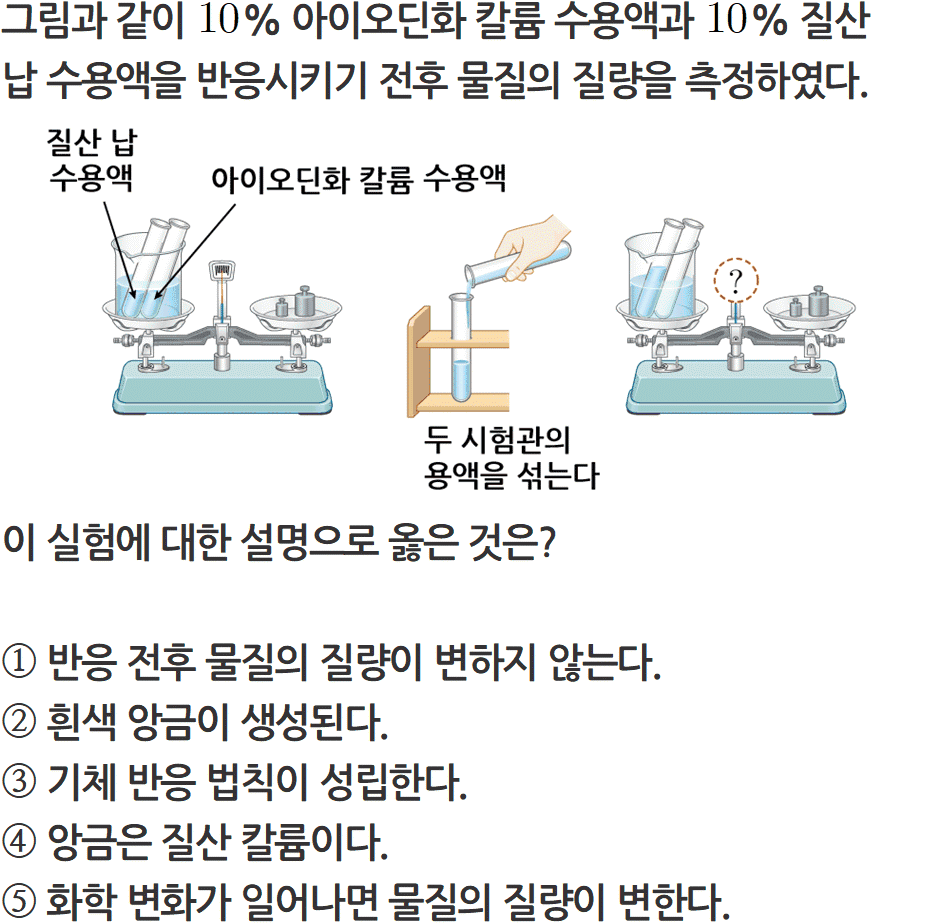 그림과 같이 10% 아이오딘화 칼륨 수용액과 10% 질산
납 수용액을 반응시키기 전후 물질의 질량을 측정하였다.
질산 납
수용액
아이오딘화 칼륨 수용액
?
두 시험관의
용액을 섞는다
이 실험에 대한 설명으로 옳은 것은?
① 반응 전후 물질의 질량이 변하지 않는다.
② 흰색 앙금이 생성된다.
③ 기체 반응 법칙이 성립한다.
④ 앙금은 질산 칼륨이다.
⑤ 화학 변화가 일어나면 물질의 질량이 변한다.